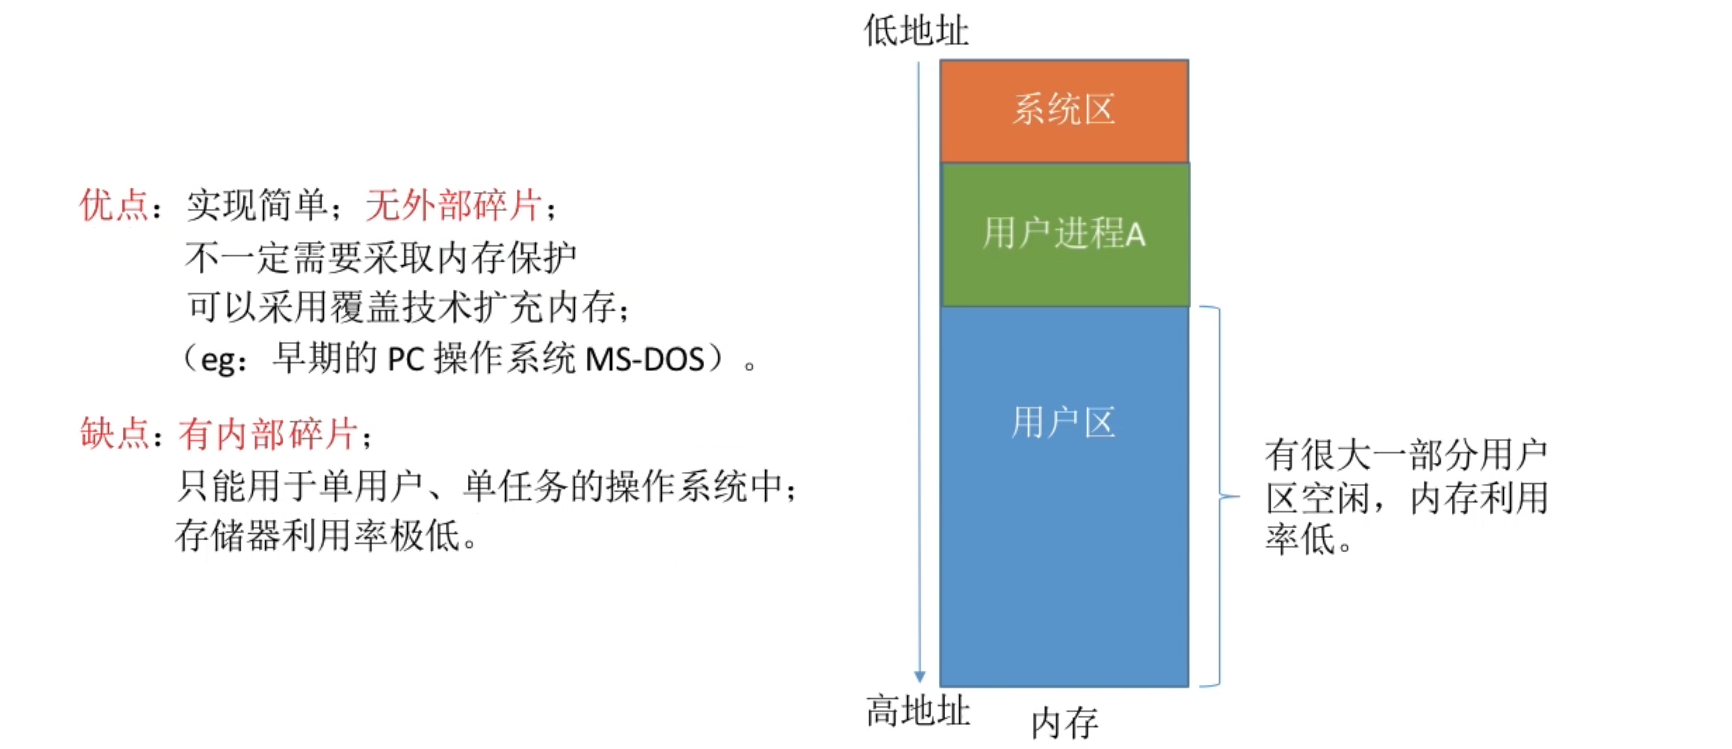 优点：实现简单；无外部碎片；
不一定需要采取内存保护
可以采用覆盖技术扩充内存；
（eg：早期的 PC 操作系统 MS-DOS）。
缺点：有内部碎片；
只能用于单用户、单任务的操作系统中；
存储器利用率极低。
低地址
系统区
用户进程A
用户区
有很大一部分用户
区空闲，内存利用
率低。
高地址
内存